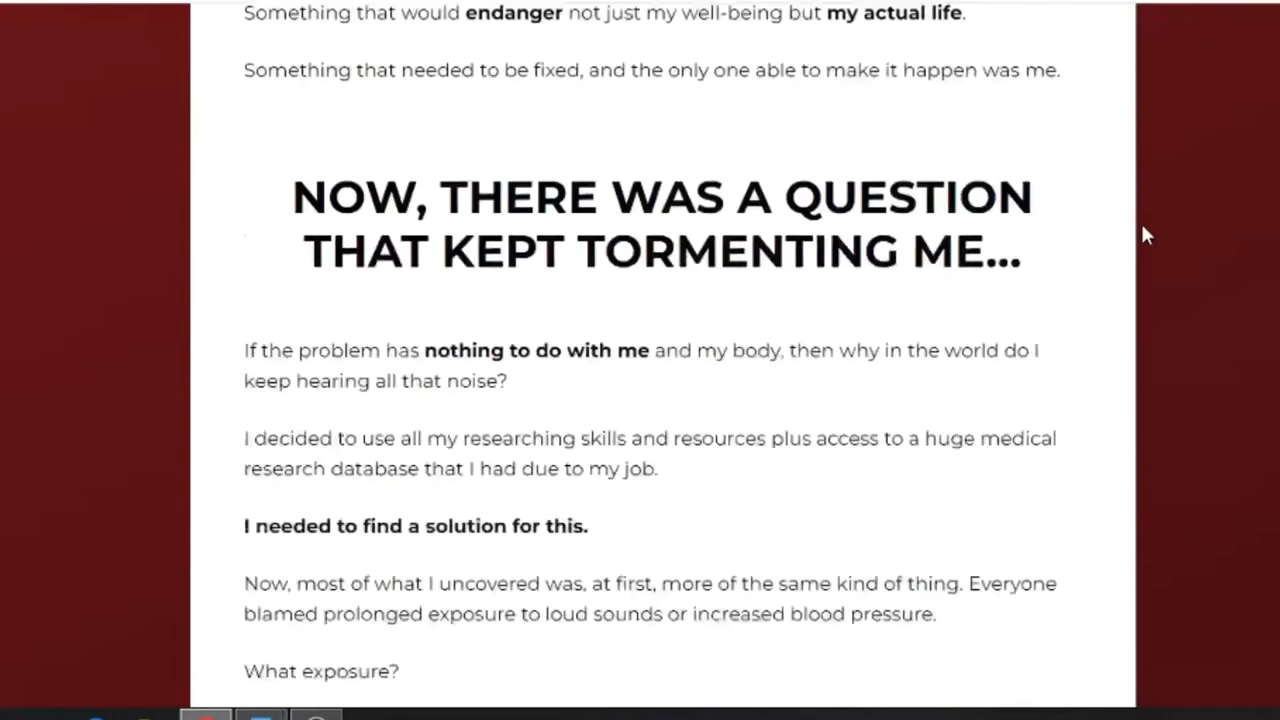 Something that would endanger not just my well-being but my actual life.
Something that needed to be fixed, and the only one able to make it happen was me.
NOW, THERE WAS A QUESTION
THAT KEPT TORMENTING ME...
If the problem has nothing to do with me and my body, then why in the world do I
keep hearing all that noise?
I decided to use all my researching skills and resources plus access to a huge medical
research database that I had due to my job.
I needed to find a solution for this.
Now, most of what I uncovered was, at first, more of the same kind of thing. Everyone
blamed prolonged exposure to loud sounds or increased blood pressure.
What exposure?